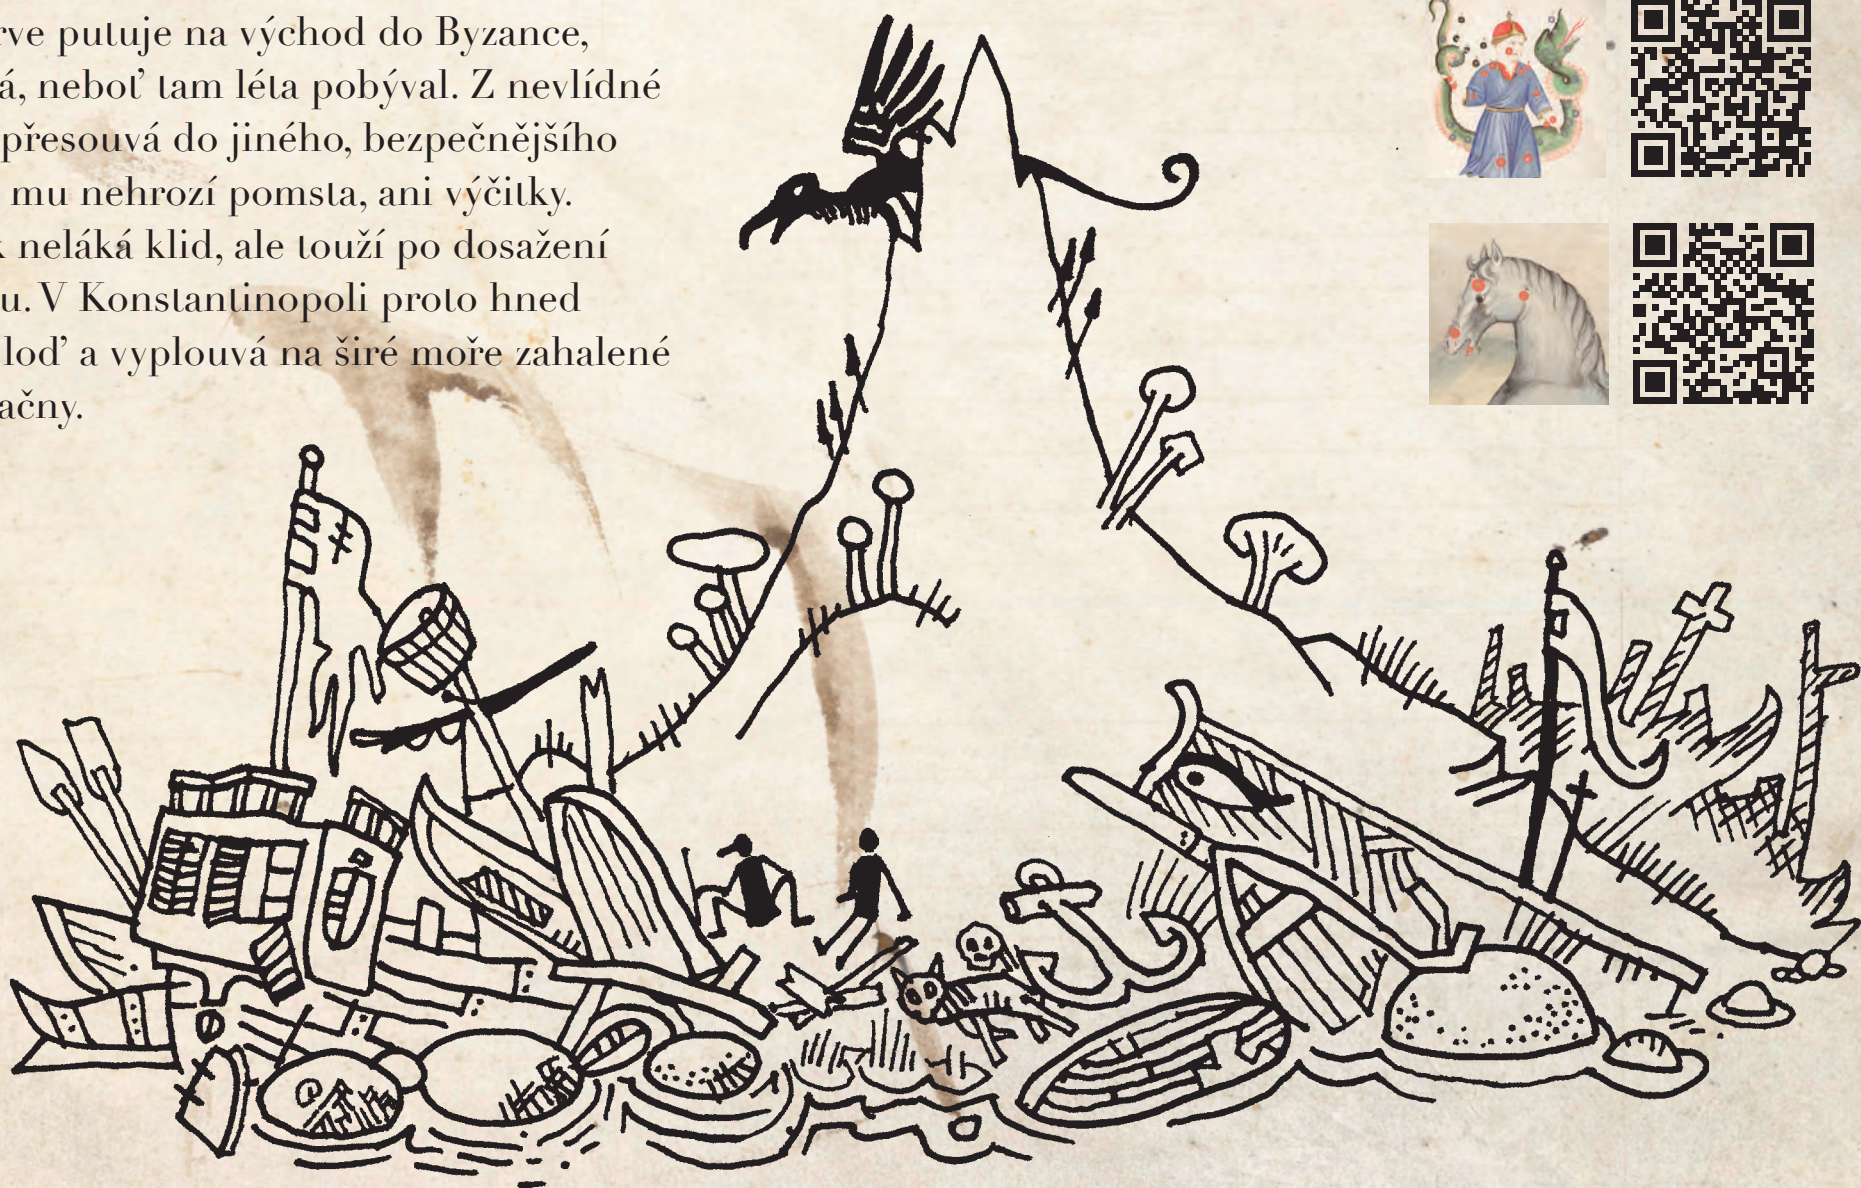 rve putuje na východ do Byzance,
á, neboť tam léta pobýval. Z nevlídné
přesouvá do jiného, bezpečnějšího
mu nehrozí pomsta, ani výčitky.
k neláká klid, ale touží po dosažení
u. V Konstantinopoli proto hned
loď a vyplouvá na širé moře zahalené
ačny.